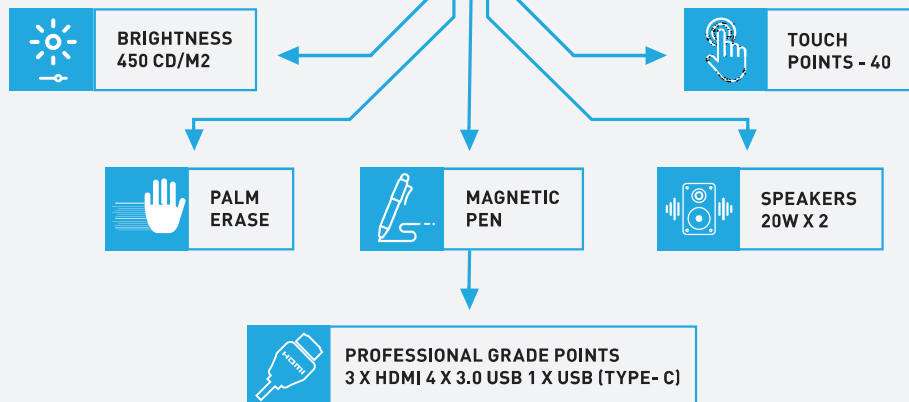 BRIGHTNESS
450 CD/M2
TOUCH
POINTS - 40
PALM
ERASE
MAGNETIC
PEN
SPEAKERS
20W X 2
HDMI
PROFESSIONAL GRADE POINTS
3 X HDMI 4 X 3.0 USB 1 X USB (TYPE- C)